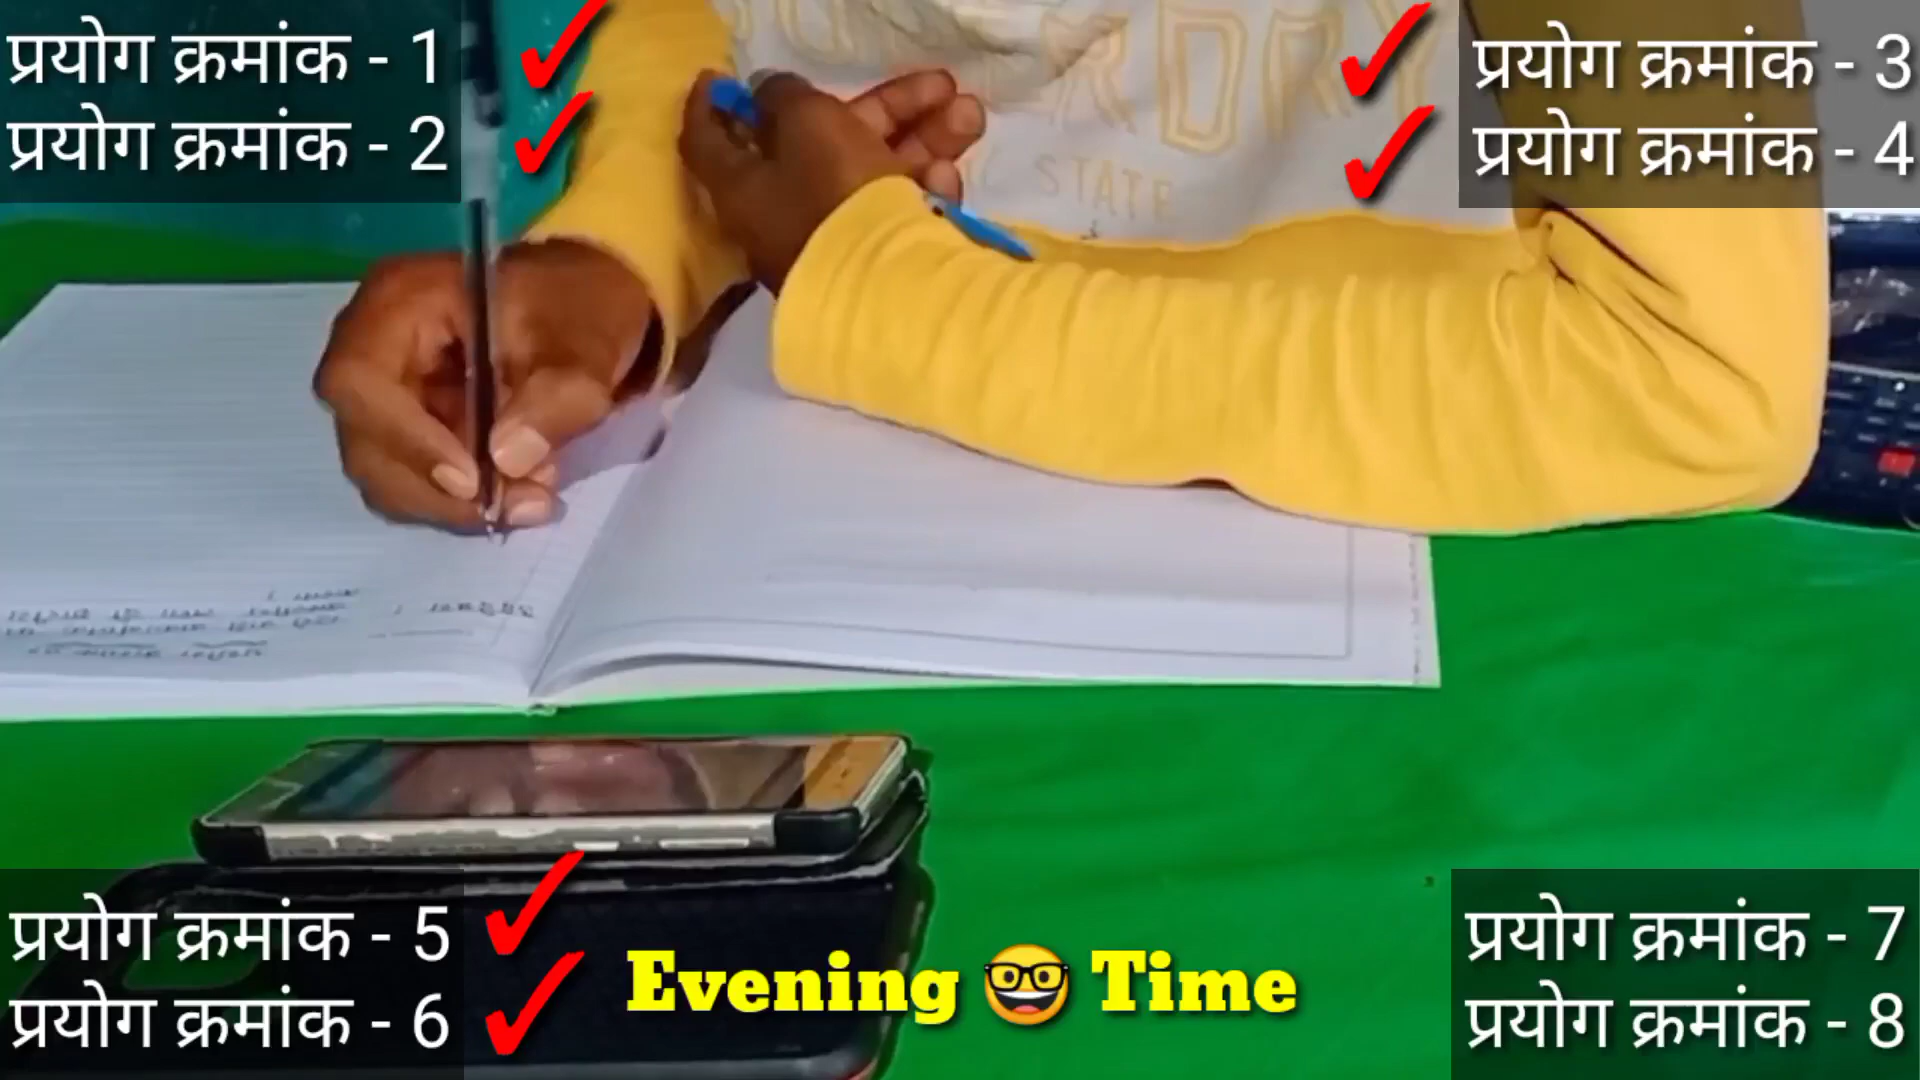 प्रयोग क्रमांक - 1
प्रयोग क्रमांक - 2
प्रयोग क्रमांक - 3
प्रयोग क्रमांक - 4
STATE
प्रयोग क्रमांक - 5
प्रयोग क्रमांक - 6
Evening 🤓 Time
प्रयोग क्रमांक - 7
प्रयोग क्रमांक - 8